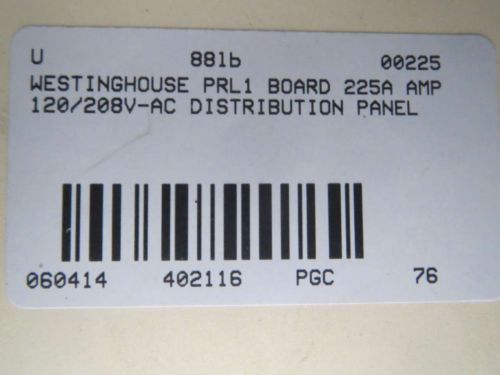 U 881b 00225
WESTINGHOUSE PRL1 BOARD 225A AMP
120/208V-AC DISTRIBUTION PANEL
060414 402116 PGC 76